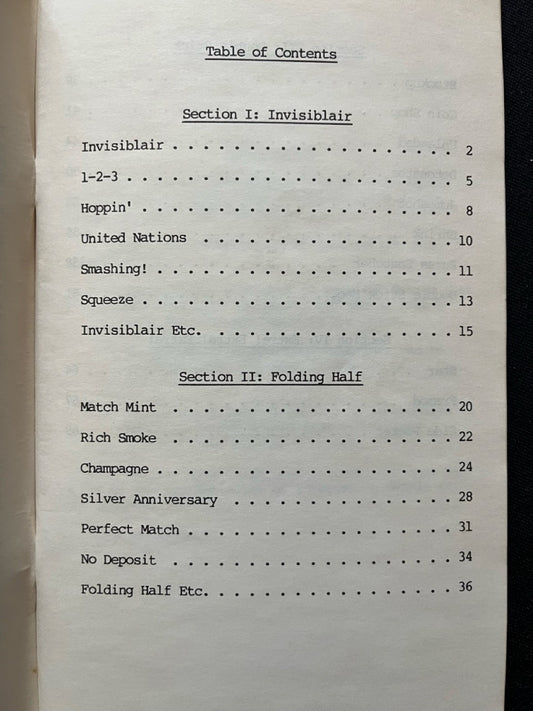 Table of Contents
Section I: Invisiblair
Invisiblair . . . . . . . . . . . . . . . . . . . 2
1-2-3 . . . . . . . . . . . . . . . . . . . . . . 5
Hoppin' . . . . . . . . . . . . . . . . . . . . . 8
United Nations . . . . . . . . . . . . . . . . . 10
Smashing! . . . . . . . . . . . . . . . . . . . . 11
Squeeze . . . . . . . . . . . . . . . . . . . . . 13
Invisiblair Etc. . . . . . . . . . . . . . . . . 15
Section II: Folding Half
Match Mint . . . . . . . . . . . . . . . . . . . 20
Rich Smoke . . . . . . . . . . . . . . . . . . . 22
Champagne . . . . . . . . . . . . . . . . . . . . 24
Silver Anniversary . . . . . . . . . . . . . . . 28
Perfect Match . . . . . . . . . . . . . . . . . . 31
No Deposit . . . . . . . . . . . . . . . . . . . 34
Folding Half Etc. . . . . . . . . . . . . . . . . 36